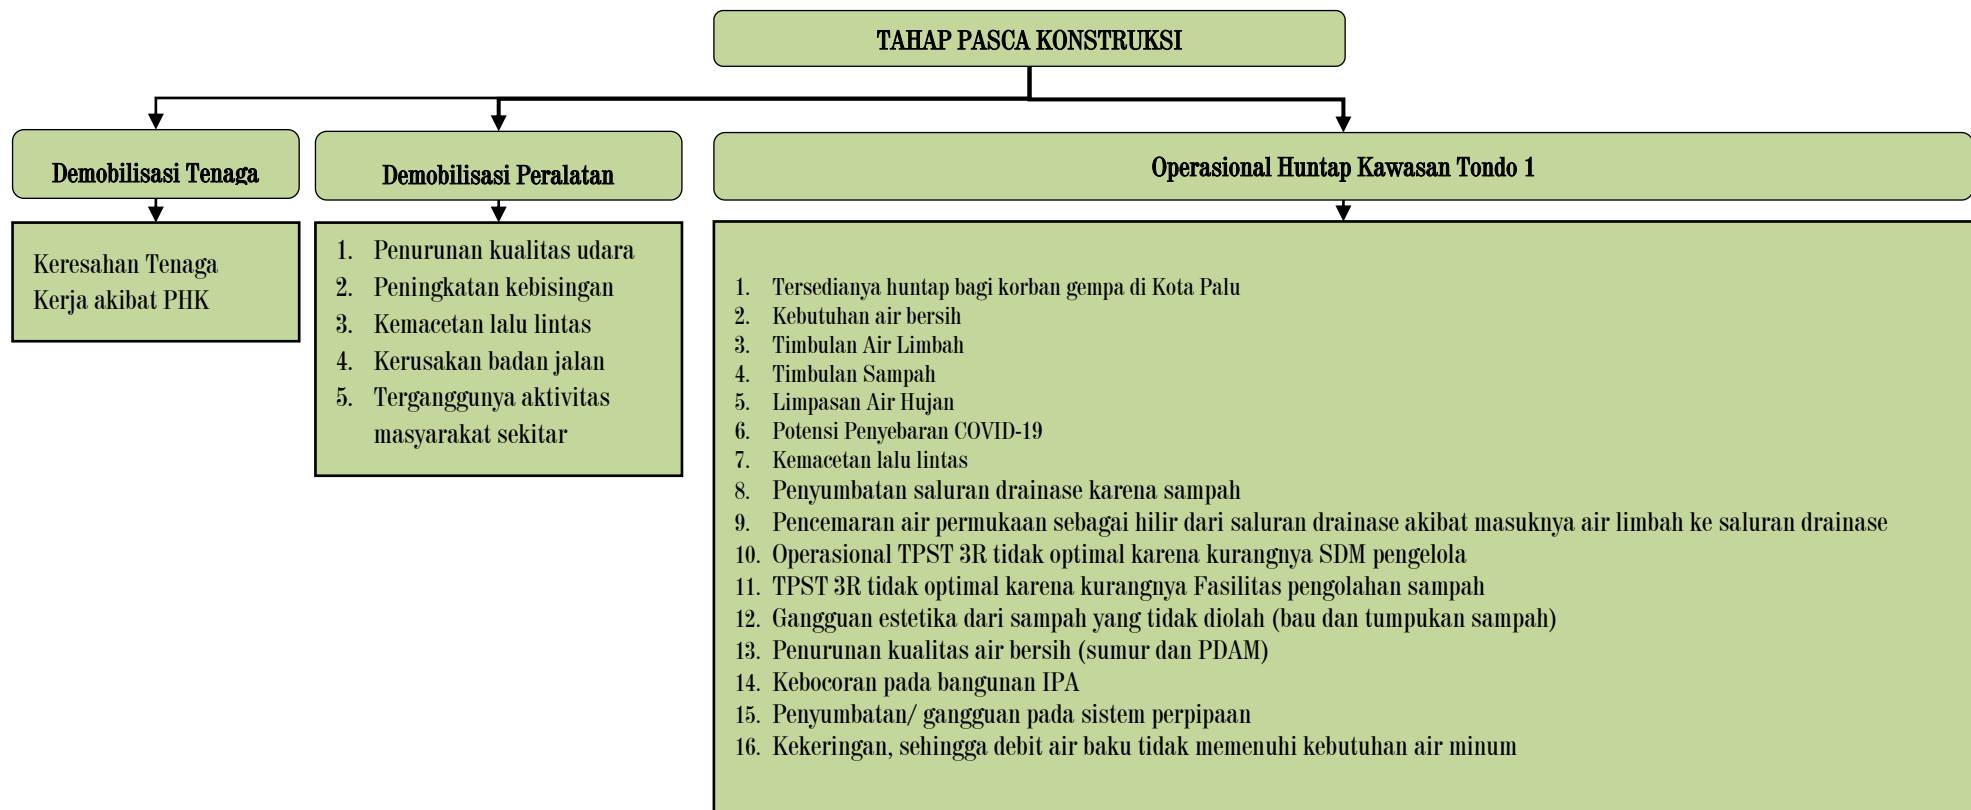 TAHAP PASCA KONSTRUKSI
Demobilisasi Tenaga
Demobilisasi Peralatan
Operasional Huntap Kawasan Tondo 1
Keresahan Tenaga
Kerja akibat PHK
1. Penurunan kualitas udara
2. Peningkatan kebisingan
3. Kemacetan lalu lintas
4. Kerusakan badan jalan
5. Terganggunya aktivitas
masyarakat sekitar
1. Tersedianya huntap bagi korban gempa di Kota Palu
2. Kebutuhan air bersih
3. Timbulan Air Limbah
4. Timbulan Sampah
5. Limpasan Air Hujan
6. Potensi Penyebaran COVID-19
7. Kemacetan lalu lintas
8. Penyumbatan saluran drainase karena sampah
9. Pencemaran air permukaan sebagai hilir dari saluran drainase akibat masuknya air limbah ke saluran drainase
10. Operasional TPST 3R tidak optimal karena kurangnya SDM pengelola
11. TPST 3R tidak optimal karena kurangnya Fasilitas pengolahan sampah
12. Gangguan estetika dari sampah yang tidak diolah (bau dan tumpukan sampah)
13. Penurunan kualitas air bersih (sumur dan PDAM)
14. Kebocoran pada bangunan IPA
15. Penyumbatan/ gangguan pada sistem perpipaan
16. Kekeringan, sehingga debit air baku tidak memenuhi kebutuhan air minum